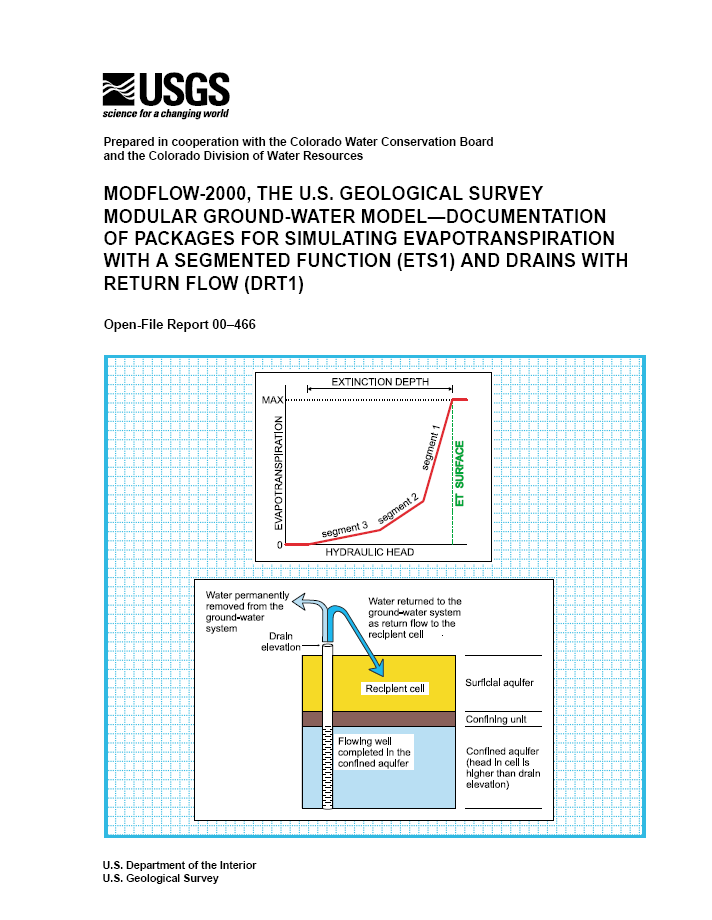 USGS
science for a changing world
Prepared in cooperation with the Colorado Water Conservation Board
and the Colorado Division of Water Resources
MODFLOW-2000, THE U.S. GEOLOGICAL SURVEY
MODULAR GROUND-WATER MODEL—DOCUMENTATION
OF PACKAGES FOR SIMULATING EVAPOTRANSPIRATION
WITH A SEGMENTED FUNCTION (ETS1) AND DRAINS WITH
RETURN FLOW (DRT1)
Open-File Report 00–466
EXTINCTION DEPTH
MAX
EVAPOTRANSPIRATION
segment 1
ET SURFACE
segment 2
segment 3
0
HYDRAULIC HEAD
Water permanently
removed from the
ground-water
system
Water returned to the
ground-water system
as return flow to the
recipient cell
Drain
elevation
Recipient cell
Surficial aquifer
Confining unit
Flowing well
completed in the
confined aquifer
Confined aquifer
(head in cell is
higher than drain
elevation)
U.S. Department of the Interior
U.S. Geological Survey